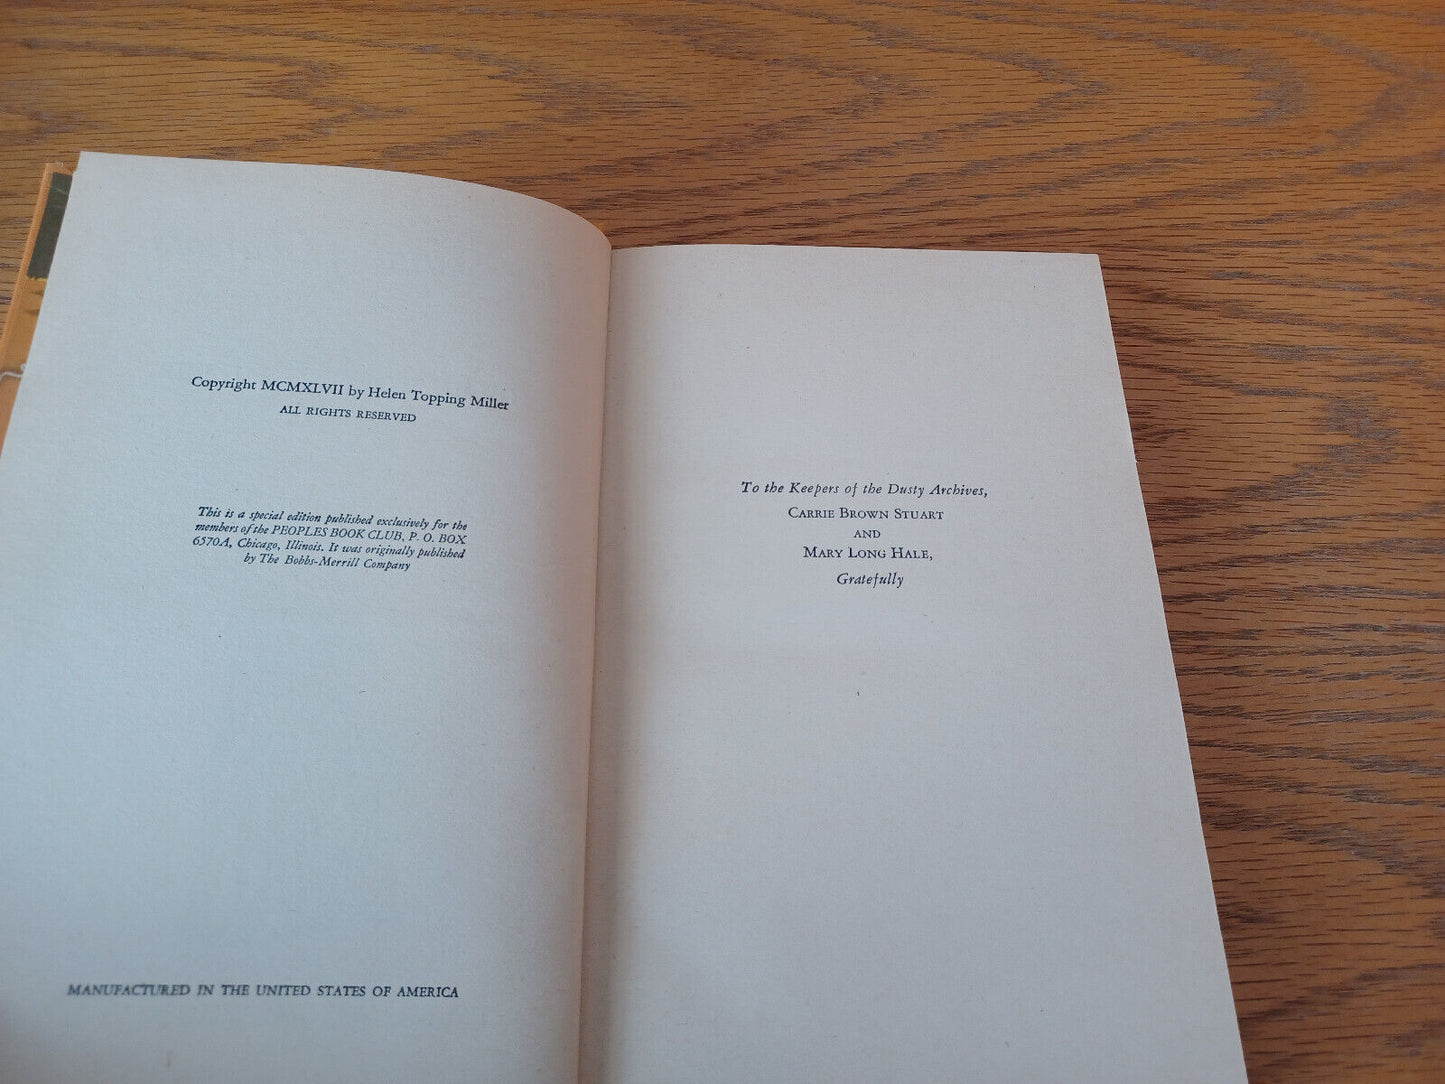 Copyright MCMXLVII by Helen Topping Miller
ALL RIGHTS RESERVED
This is a special edition published exclusively for the
members of the PEOPLES BOOK CLUB, P. O. BOX
6570A, Chicago, Illinois. It was originally published
by The Bobbs-Merrill Company
MANUFACTURED IN THE UNITED STATES OF AMERICA
To the Keepers of the Dusty Archives,
CARRIE BROWN STUART
AND
MARY LONG HALE,
Gratefully